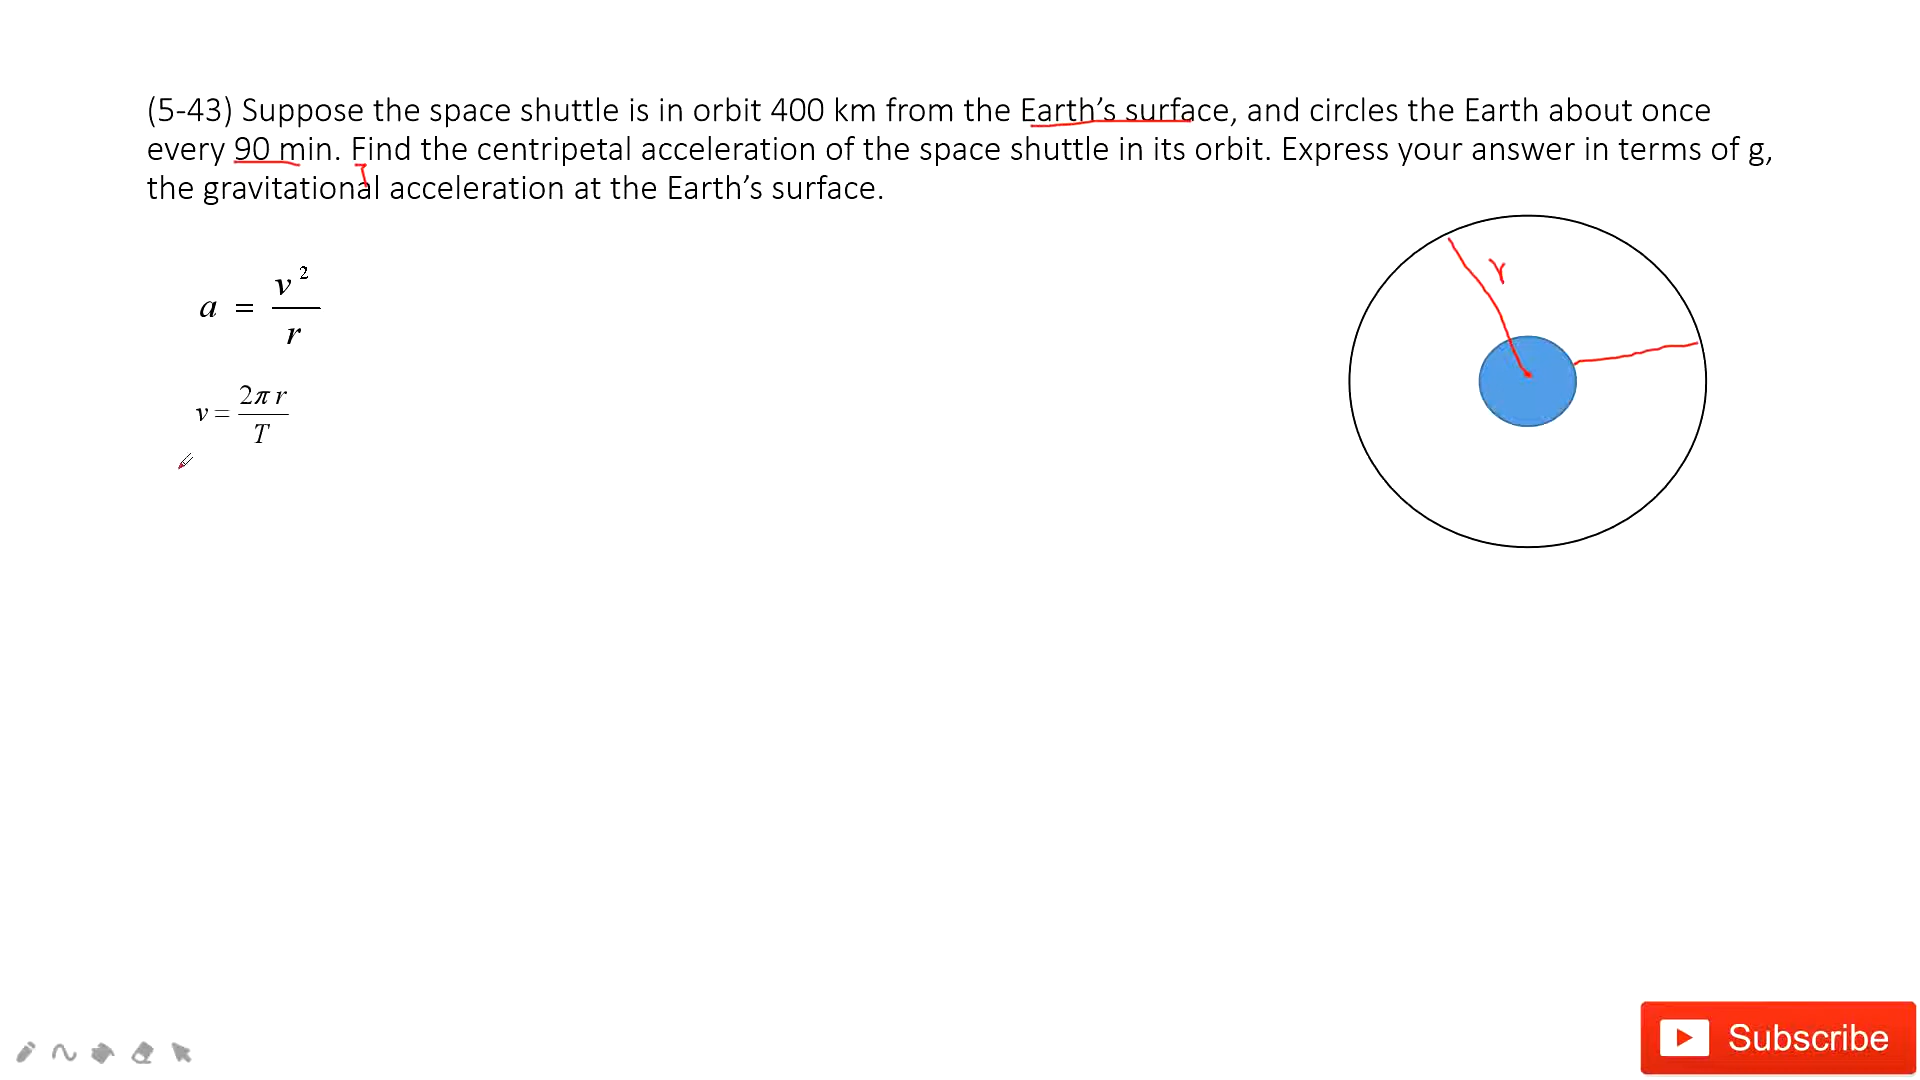 (5-43) Suppose the space shuttle is in orbit 400 km from the Earth’s surface, and circles the Earth about once
every 90 min. Find the centripetal acceleration of the space shuttle in its orbit. Express your answer in terms of g,
the gravitational acceleration at the Earth’s surface.
T
r
a = v² / r
v = 2π r / T
Subscribe